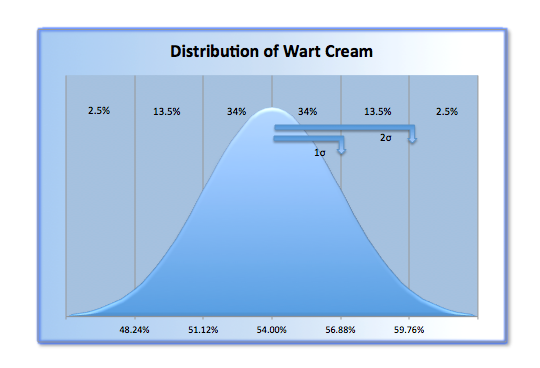 Distribution of Wart Cream
2.5% 13.5% 34% 34% 13.5% 2.5%
2σ
1σ
48.24% 51.12% 54.00% 56.88% 59.76%